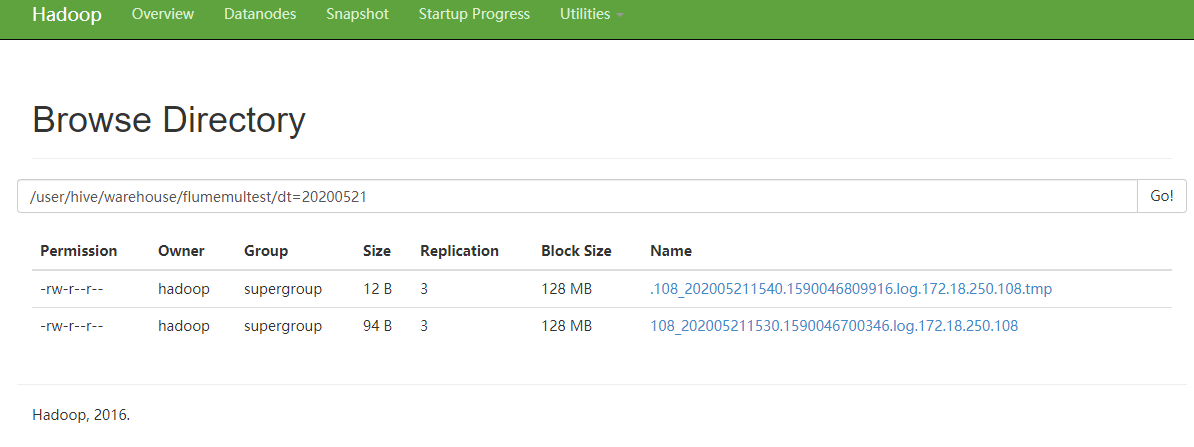 Hadoop Overview Datanodes Snapshot Startup Progress Utilities
Browse Directory
/user/hive/warehouse/flumemultest/dt=20200521 Go!
Permission Owner Group Size Replication Block Size Name
-rw-r--r-- hadoop supergroup 12 B 3 128 MB .108_202005211540.1590046809916.log.172.18.250.108.tmp
-rw-r--r-- hadoop supergroup 94 B 3 128 MB 108_202005211530.1590046700346.log.172.18.250.108
Hadoop, 2016.